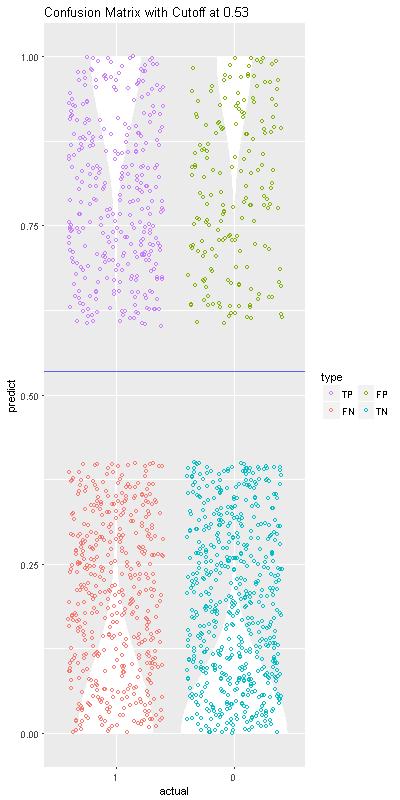 Confusion Matrix with Cutoff at 0.53
1.00
0.75
0.50
0.25
0.00
predict
1 0
actual
type
TP FP
FN TN